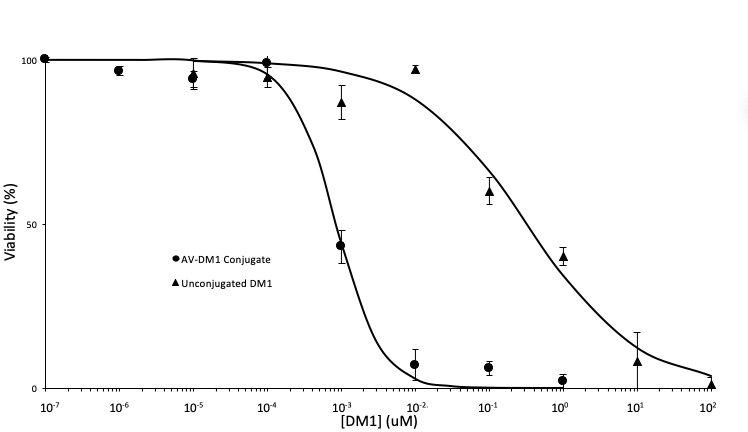 100
Viability (%)
50
AV-DM1 Conjugate
Unconjugated DM1
0
10⁻⁷ 10⁻⁶ 10⁻⁵ 10⁻⁴ 10⁻³ 10⁻²· 10⁻¹ 10⁰ 10¹ 10²
[DM1] (uM)